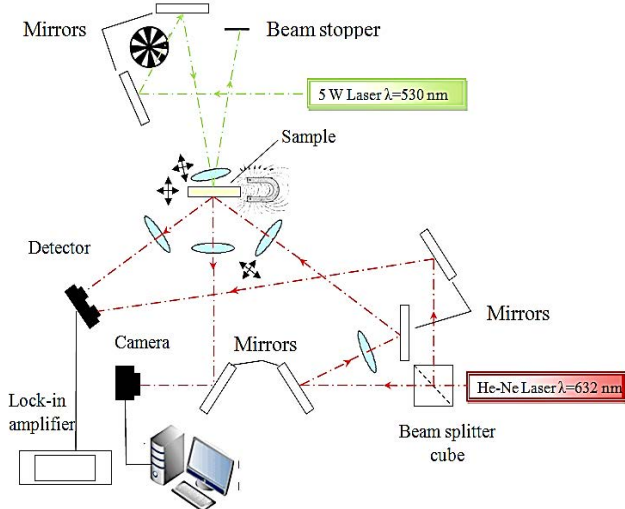 Mirrors
Beam stopper
5 W Laser λ=530 nm
Sample
Detector
Mirrors
Camera
Mirrors
He-Ne Laser λ=632 nm
Lock-in
amplifier
Beam splitter
cube